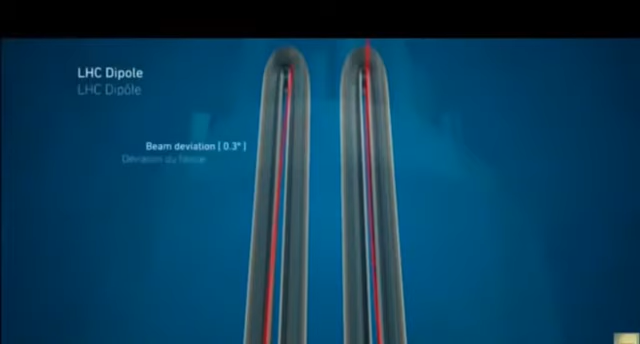 LHC Dipole
LHC Dipôle
Beam deviation [ 0.3° ]
Déviation du faisceau